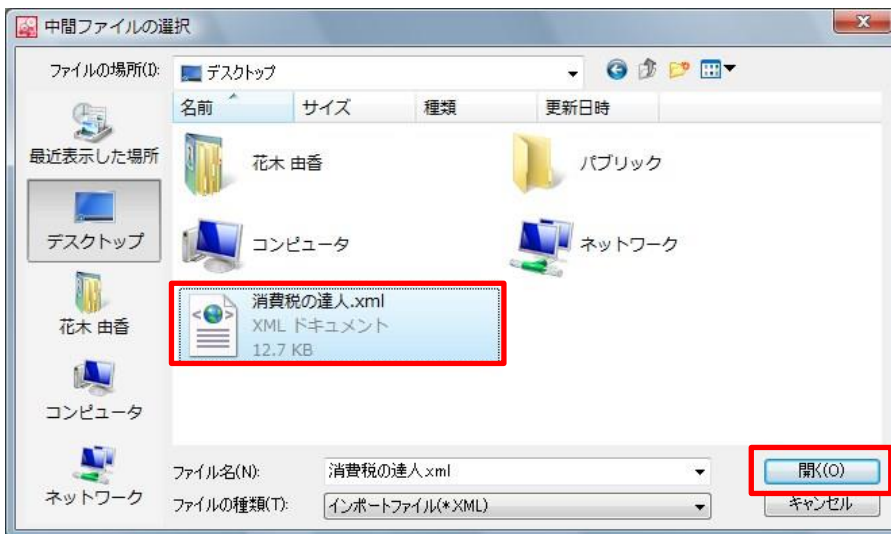 中間ファイルの選択
ファイルの場所(I):
デスクトップ
名前
サイズ
種類
更新日時
最近表示した場所
デスクトップ
花木 由香
コンピュータ
ネットワーク
花木 由香
パブリック
コンピュータ
ネットワーク
消費税の達人.xml
XML ドキュメント
12.7 KB
ファイル名(N):
消費税の達人.xml
開く(O)
ファイルの種類(T):
インポートファイル(*.XML)
キャンセル